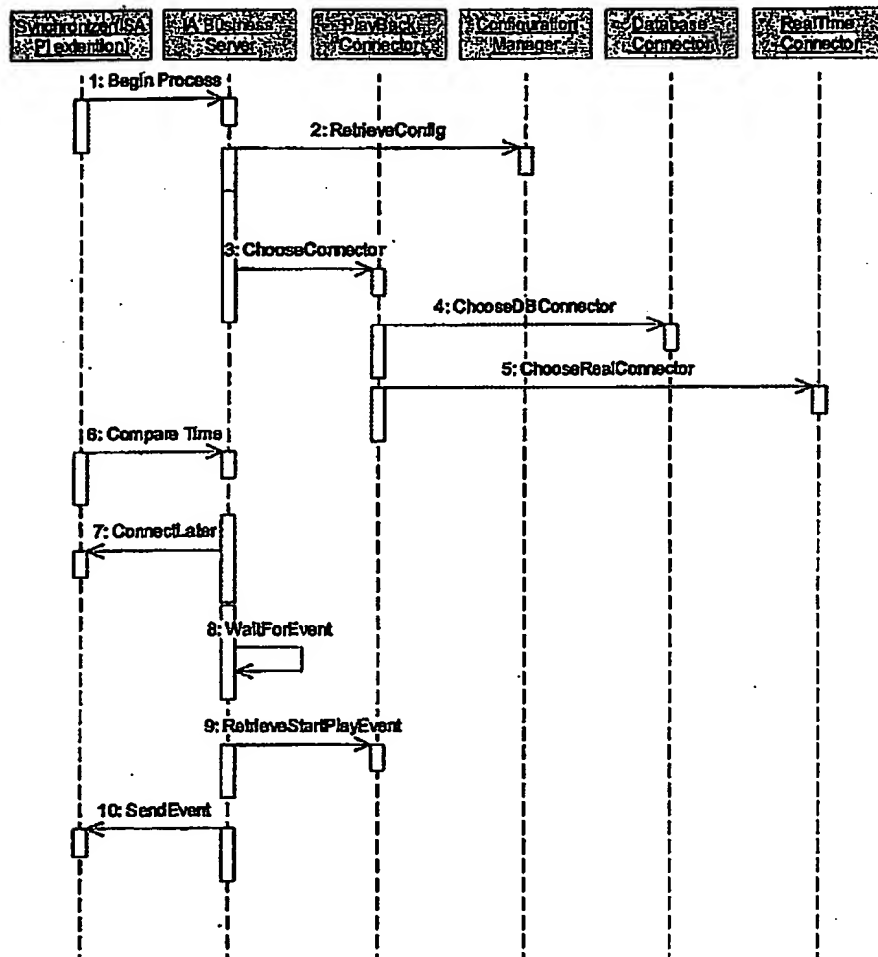 Synchronizer(ISA
PI extention)
IA Business
Server
PlayBack
Connector
Configuration
Manager
Database
Connector
RealTime
Connector
1: Begin Process
2: RetrieveConfig
3: ChooseConnector
4: ChooseDBConnector
5: ChooseRealConnector
6: Compare Time
7: ConnectLater
8: WaitForEvent
9: RetrieveStartPlayEvent
10: SendEvent